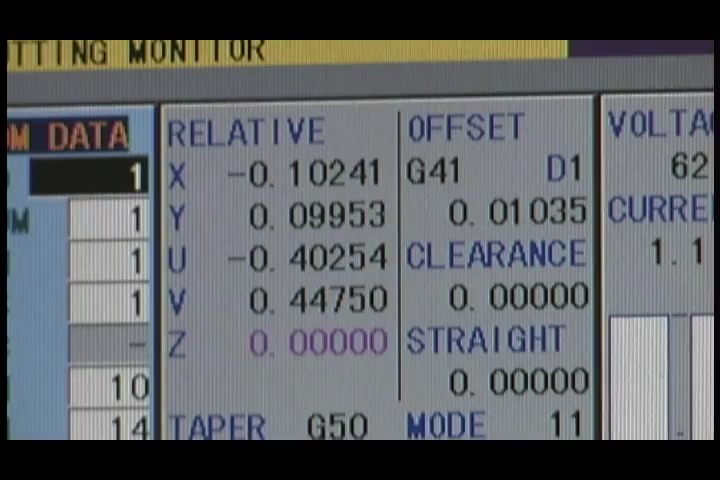 TTING MONITOR
M DATA RELATIVE OFFSET VOLTA
1 X -0.10241 G41 D1 62
M 1 Y 0.09953 0.01035 CURRE
1 U -0.40254 CLEARANCE 1.1
1 V 0.44750 0.00000
- Z 0.00000 STRAIGHT
10 0.00000
14 TAPER G50 MODE 11